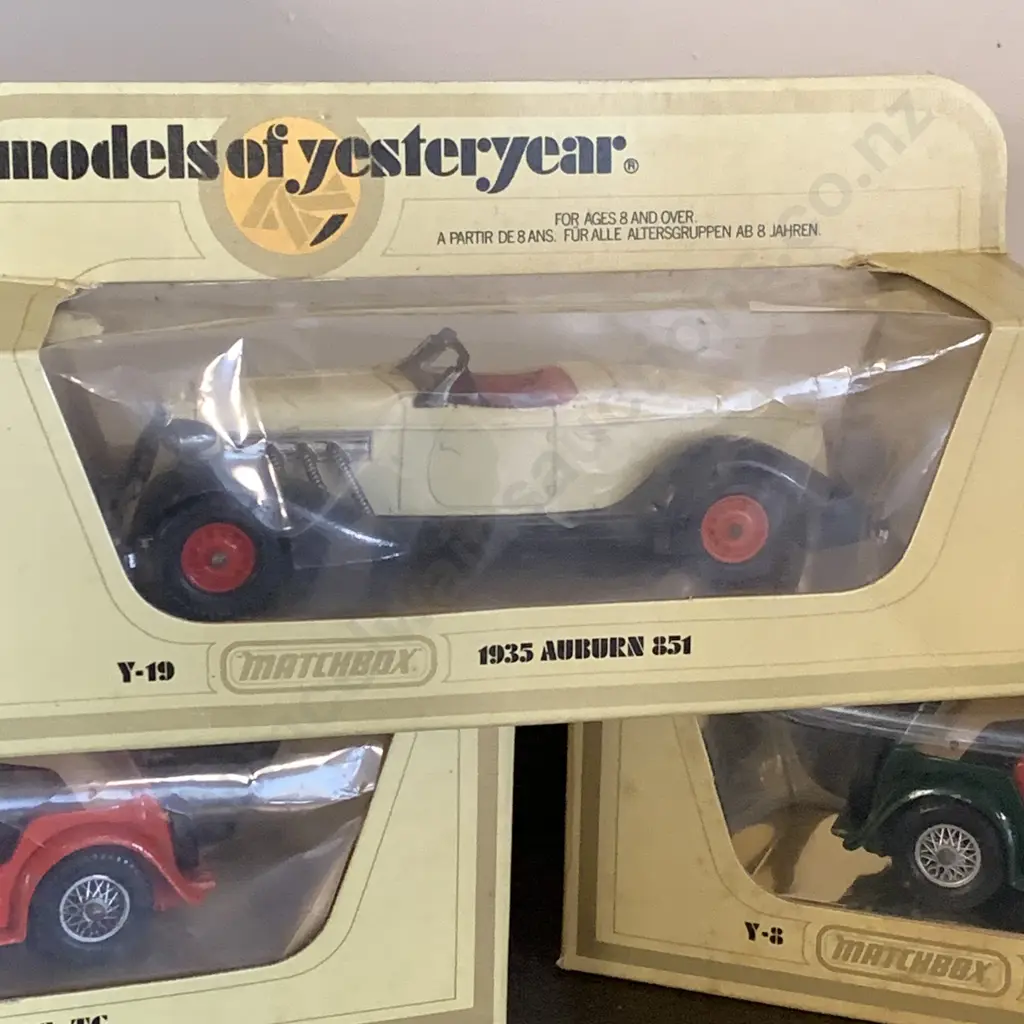 models of yesteryear®
FOR AGES 8 AND OVER.
A PARTIR DE 8 ANS. FÜR ALLE ALTERSGRUPPEN AB 8 JAHREN.
Y-19 MATCHBOX 1935 AUBURN 851
Y-8 MATCHBOX
TC